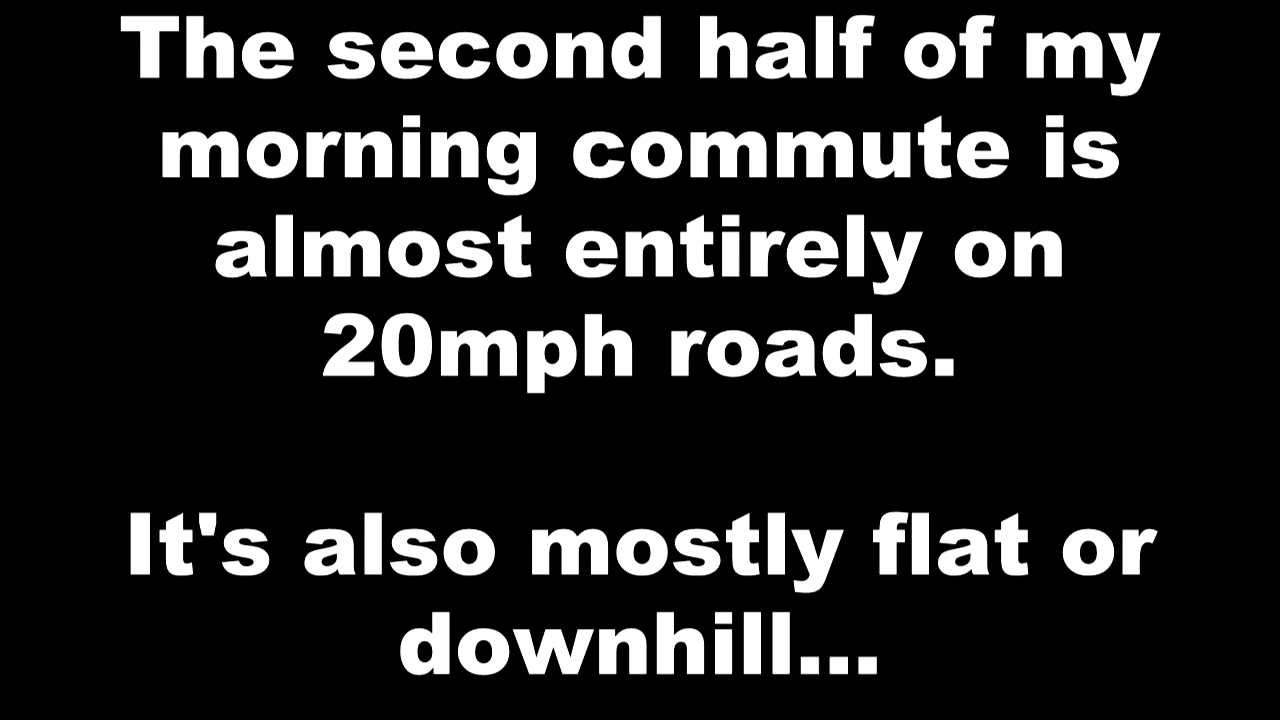 The second half of my
morning commute is
almost entirely on
20mph roads.
It's also mostly flat or
downhill...